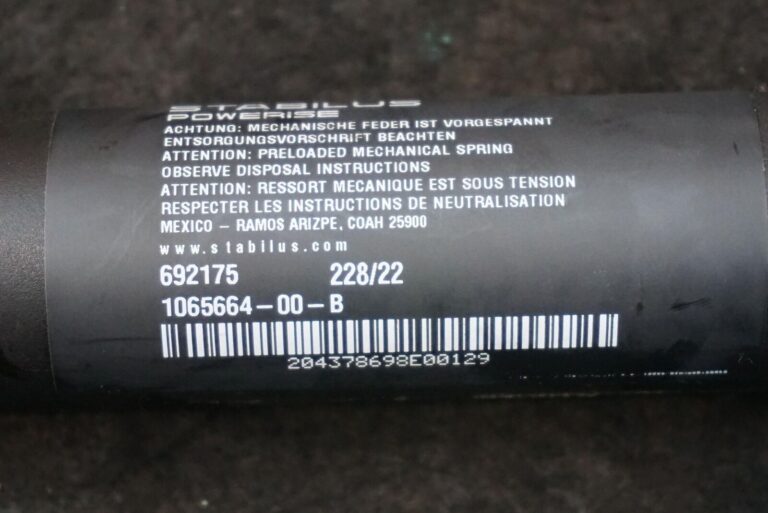 STABILUS
POWERISE
ACHTUNG: MECHANISCHE FEDER IST VORGESPANNT
ENTSORGUNGSVORSCHRIFT BEACHTEN
ATTENTION: PRELOADED MECHANICAL SPRING
OBSERVE DISPOSAL INSTRUCTIONS
ATTENTION: RESSORT MECANIQUE EST SOUS TENSION
RESPECTER LES INSTRUCTIONS DE NEUTRALISATION
MEXICO – RAMOS ARIZPE, COAH 25900
www.stabilus.com
692175 228/22
1065664-00-B
204378698E00129